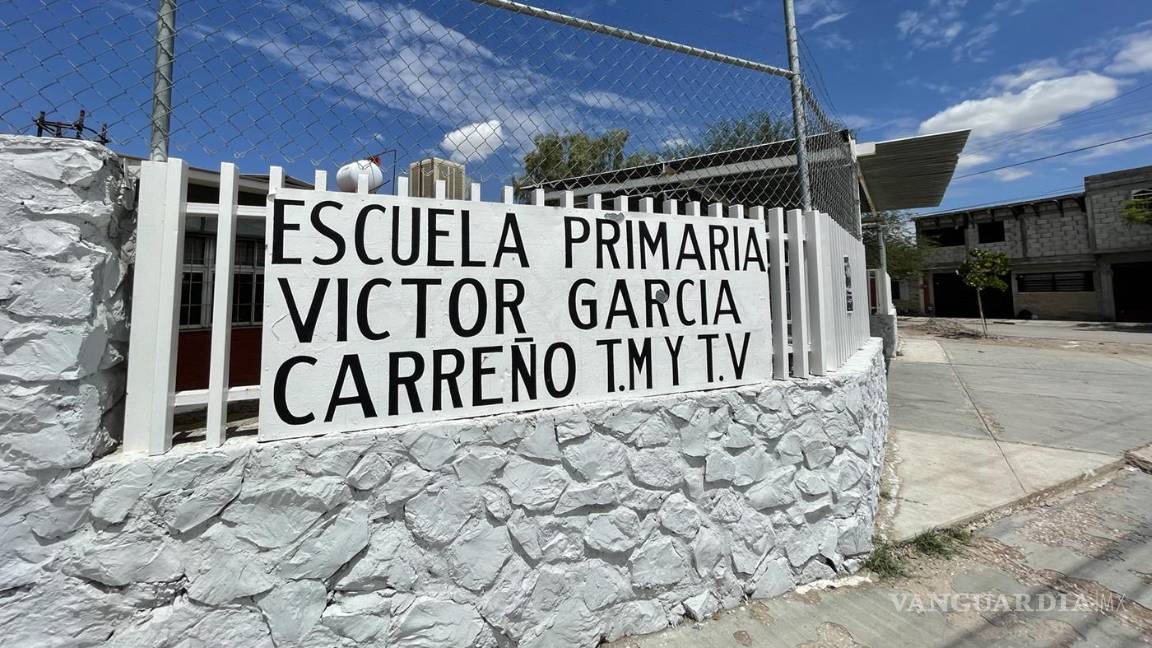 ESCUELA PRIMARIA
VICTOR GARCIA
CARREÑO T.M Y T.V
VANGUARDIA.MX